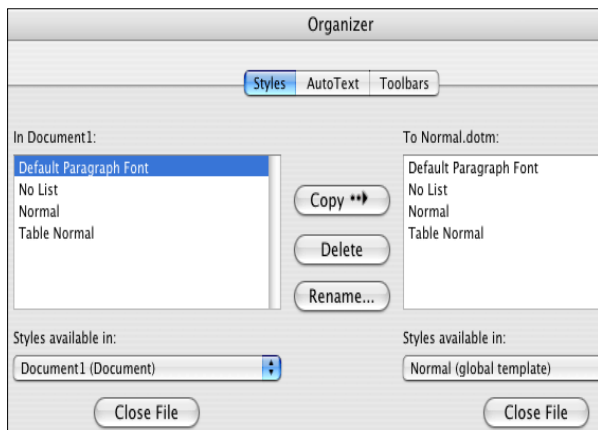 Organizer
Styles AutoText Toolbars
In Document1:
Default Paragraph Font
No List
Normal
Table Normal
Copy
Delete
Rename...
To Normal.dotm:
Default Paragraph Font
No List
Normal
Table Normal
Styles available in:
Document1 (Document)
Close File
Styles available in:
Normal (global template)
Close File